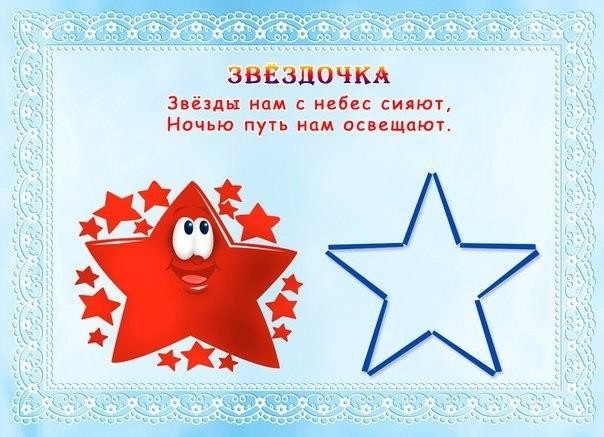 ЗВЁЗДОЧКА
Звёзды нам с небес сияют,
Ночью путь нам освещают.